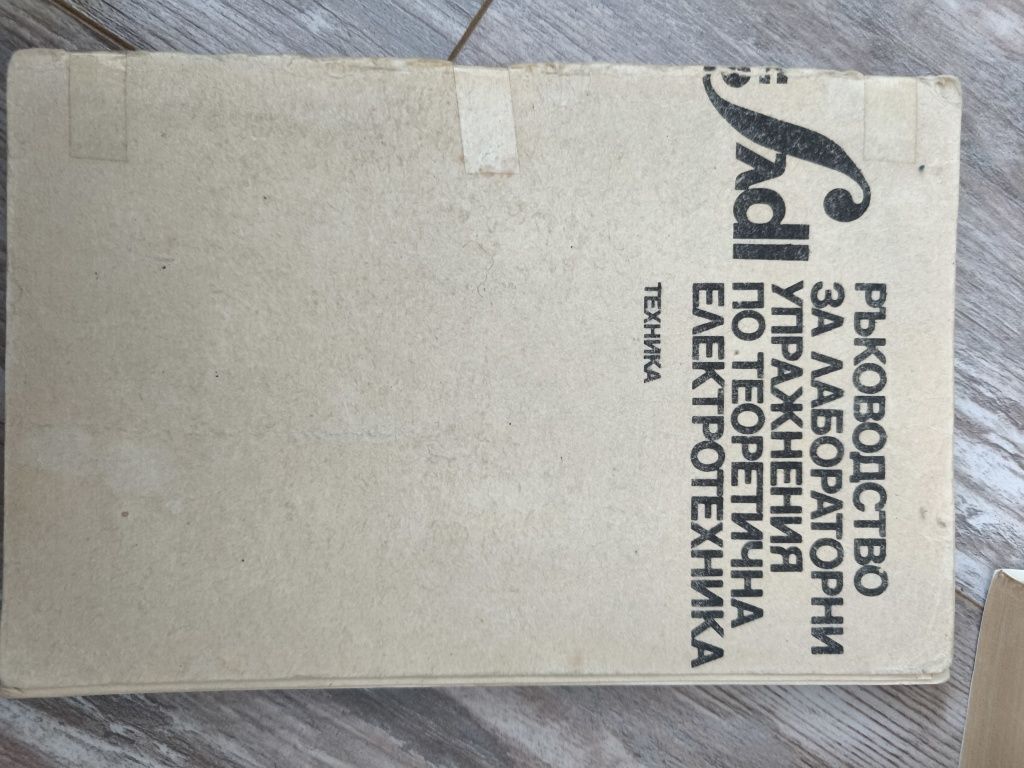 РЪКОВОДСТВО
ЗА ЛАБОРАТОРНИ
УПРАЖНЕНИЯ
ПО ТЕОРЕТИЧНА
ЕЛЕКТРОТЕХНИКА
ТЕХНИКА